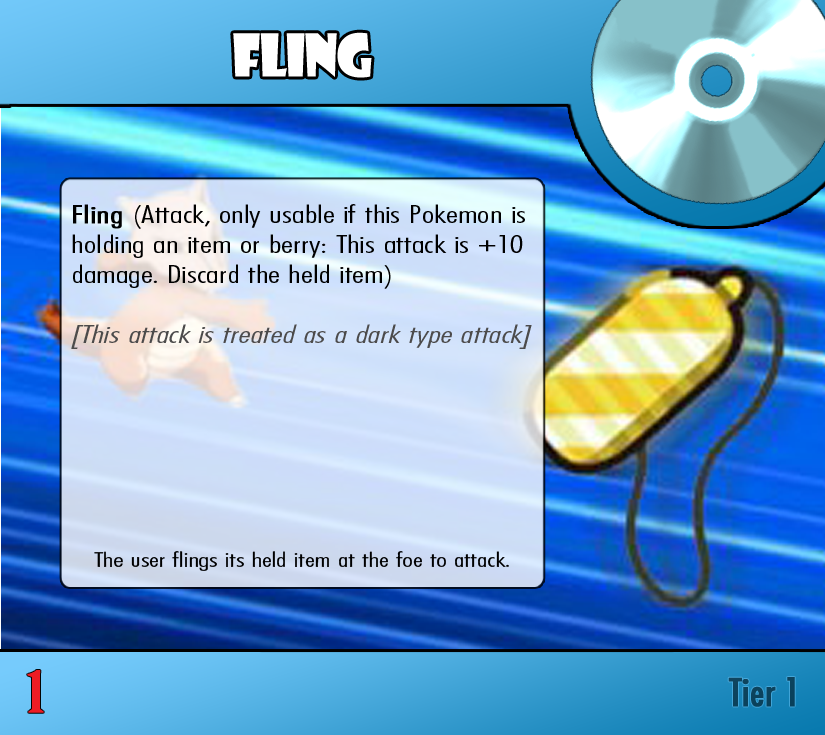 FLING
Fling (Attack, only usable if this Pokemon is
holding an item or berry: This attack is +10
damage. Discard the held item)
[This attack is treated as a dark type attack]
The user flings its held item at the foe to attack.
1
Tier 1